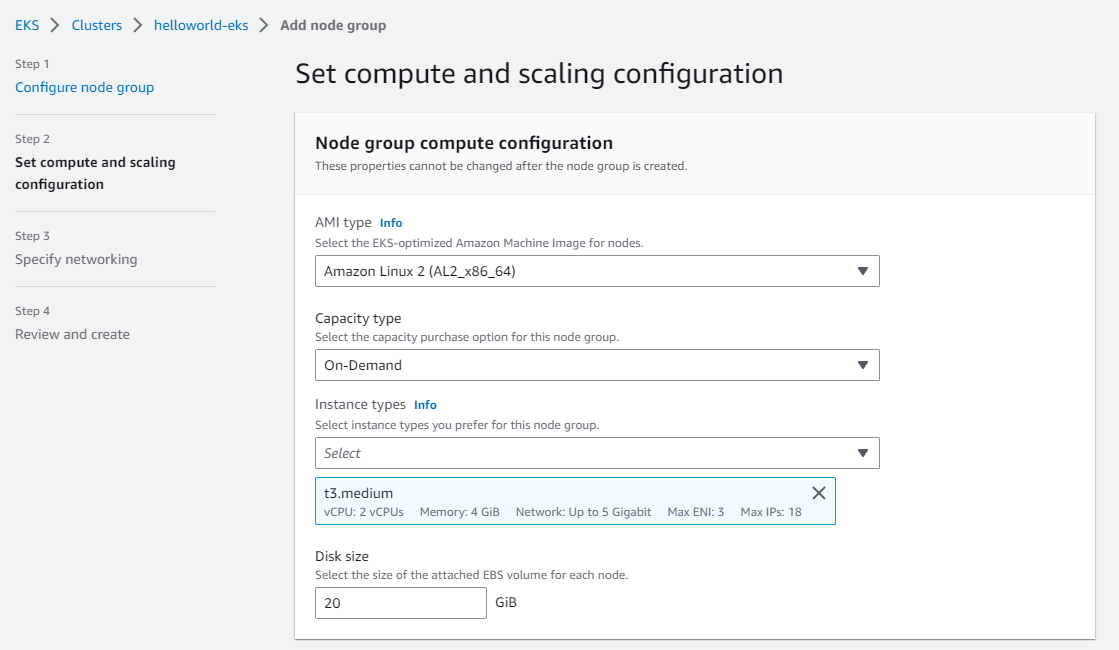 EKS > Clusters > helloworld-eks > Add node group
Step 1
Configure node group
Step 2
Set compute and scaling
configuration
Step 3
Specify networking
Step 4
Review and create
Set compute and scaling configuration
Node group compute configuration
These properties cannot be changed after the node group is created.
AMI type Info
Select the EKS-optimized Amazon Machine Image for nodes.
Amazon Linux 2 (AL2_x86_64)
Capacity type
Select the capacity purchase option for this node group.
On-Demand
Instance types Info
Select instance types you prefer for this node group.
Select
t3.medium
vCPU: 2 vCPUs Memory: 4 GiB Network: Up to 5 Gigabit Max ENI: 3 Max IPs: 18
Disk size
Select the size of the attached EBS volume for each node.
20 GiB